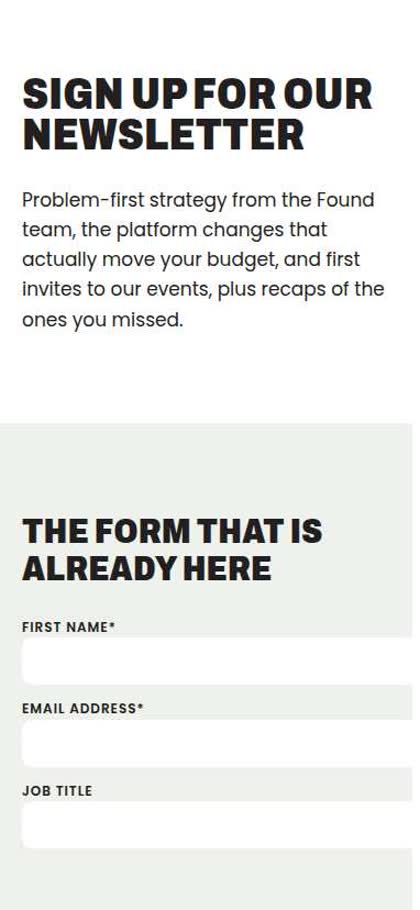 SIGN UP FOR OUR
NEWSLETTER
Problem-first strategy from the Found
team, the platform changes that
actually move your budget, and first
invites to our events, plus recaps of the
ones you missed.
THE FORM THAT IS
ALREADY HERE
FIRST NAME*
EMAIL ADDRESS*
JOB TITLE